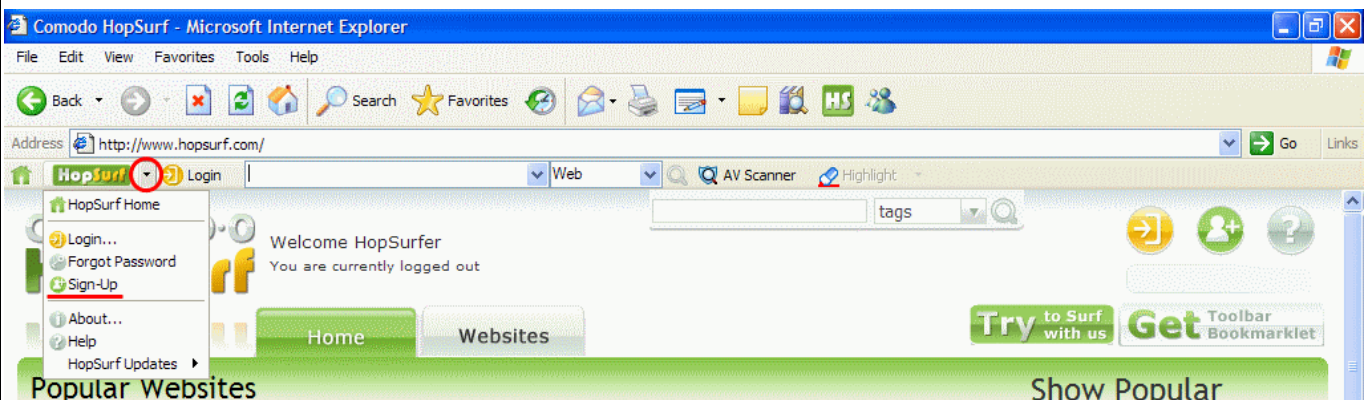 Comodo HopSurf - Microsoft Internet Explorer
File Edit View Favorites Tools Help
Back Search Favorites HS
Address http://www.hopsurf.com/ Go Links
HopSurf Login Web AV Scanner Highlight
HopSurf Home
tags
Login...
Welcome HopSurfer
Forgot Password
You are currently logged out
Sign-Up
About...
Help
HopSurf Updates
Home Websites
Try to Surf with us
Get Toolbar Bookmarklet
Popular Websites Show Popular